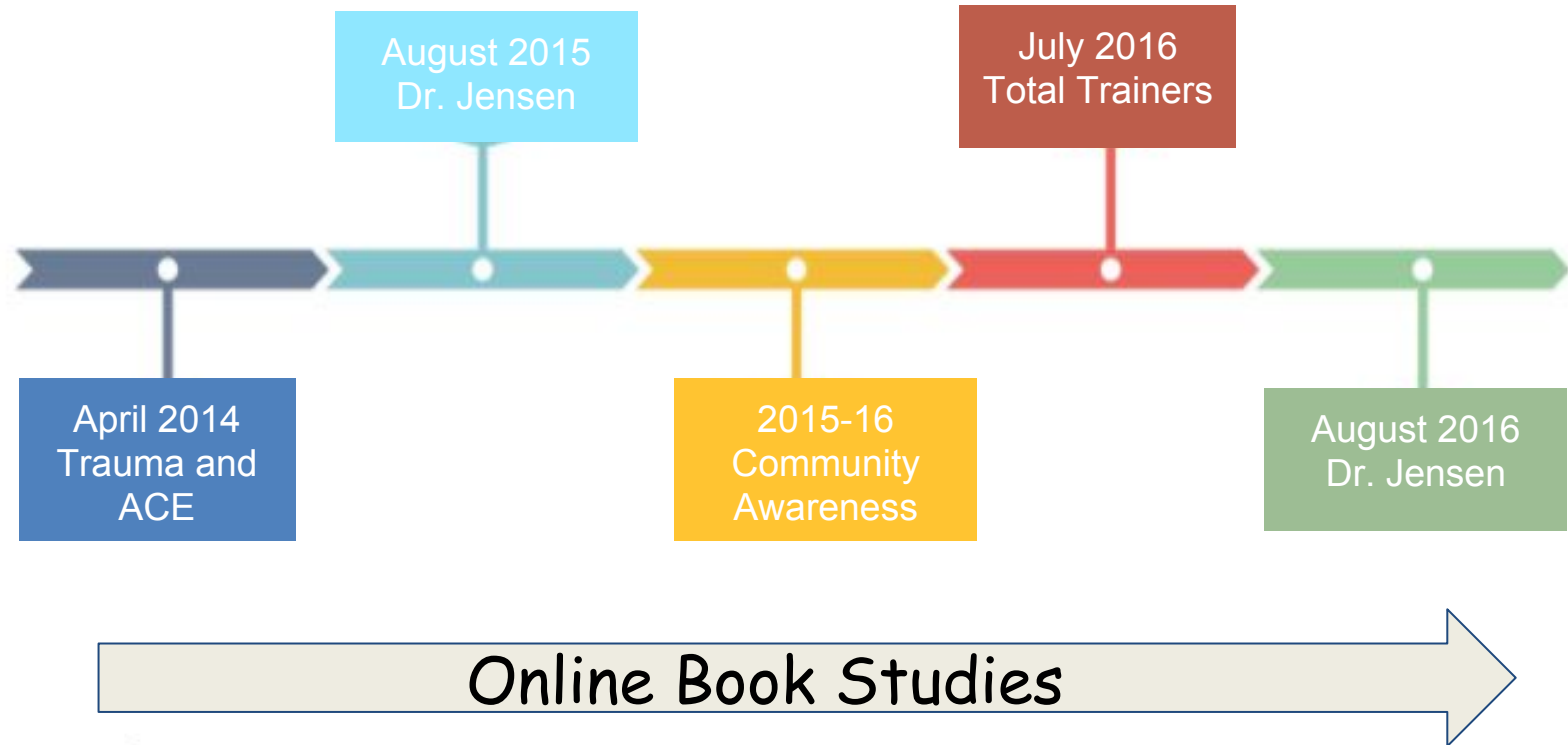 August 2015
Dr. Jensen
July 2016
Total Trainers
April 2014
Trauma and
ACE
2015-16
Community
Awareness
August 2016
Dr. Jensen
Online Book Studies